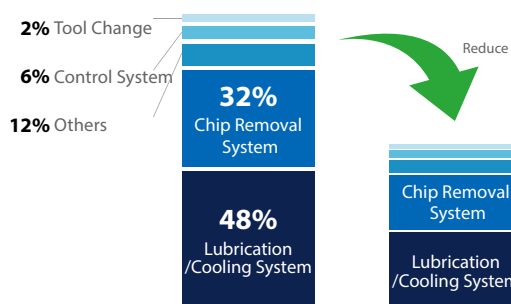 2% Tool Change
6% Control System
12% Others
32%
Chip Removal
System
48%
Lubrication
/Cooling System
Reduce
Chip Removal
System
Lubrication
/Cooling System